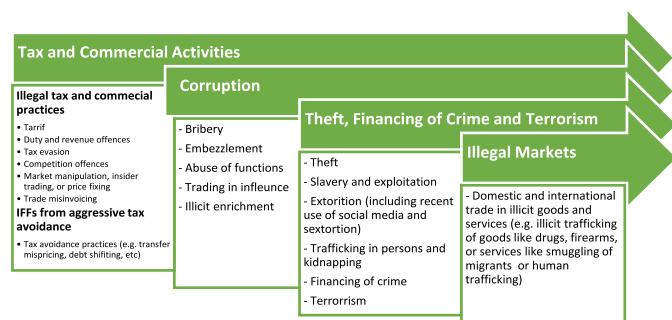 Tax and Commercial Activities
Illegal tax and commecial
practices
• Tarrif
• Duty and revenue offences
• Tax evasion
• Competition offences
• Market manipulation, insider
trading, or price fixing
• Trade misinvoicing
IFFs from aggressive tax
avoidance
• Tax avoidance practices (e.g. transfer
mispricing, debt shifiting, etc)
Corruption
- Bribery
- Embezzlement
- Abuse of functions
- Trading in infleunce
- Illicit enrichment
Theft, Financing of Crime and Terrorism
- Theft
- Slavery and exploitation
- Extorition (including recent
use of social media and
sextortion)
- Trafficking in persons and
kidnapping
- Financing of crime
- Terrorrism
Illegal Markets
- Domestic and international
trade in illicit goods and
services (e.g. illicit trafficking
of goods like drugs, firearms,
or services like smuggling of
migrants or human
trafficking)